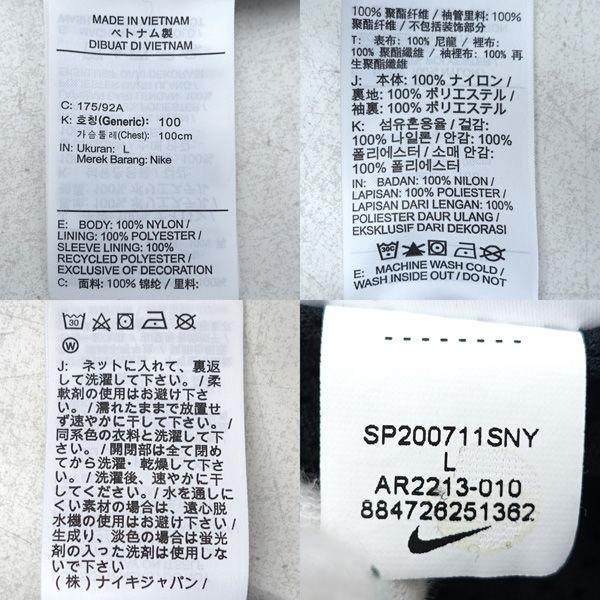 MADE IN VIETNAM
ベトナム製
DIBUAT DI VIETNAM
C: 175/92A
K: 호칭(Generic): 100
가슴둘레(Chest): 100cm
IN: Ukuran: L
Merek Barang: Nike
E: BODY: 100% NYLON /
LINING: 100% POLYESTER /
SLEEVE LINING: 100%
RECYCLED POLYESTER /
EXCLUSIVE OF DECORATION
C: 面料: 100% 锦纶 / 里料:
100% 聚酯纤维 / 袖管里料: 100%
聚酯纤维 / 不包括装饰部分
T: 表布: 100% 尼龍 / 裡布:
100% 聚酯纖維 / 袖裡布: 100% 再
生聚酯纖維
J: 本体: 100% ナイロン /
裏地: 100% ポリエステル /
袖裏: 100% ポリエステル
K: 섬유혼용율 / 겉감:
100% 나일론 / 안감: 100%
폴리에스터 / 소매 안감:
100% 폴리에스터
IN: BADAN: 100% NILON /
LAPISAN: 100% POLIESTER /
LAPISAN DARI LENGAN: 100%
POLIESTER DAUR ULANG /
EKSKLUSIF DARI DEKORASI
E: MACHINE WASH COLD /
WASH INSIDE OUT / DO NOT
30
W
J: ネットに入れて、裏返
して洗濯して下さい。/ 柔
軟剤の使用はお避け下さ
い。/ 濡れたままで放置せ
ず速やかに干して下さい。/
同系色の衣料と洗濯して下
さい。/ 開閉部は全て閉め
てから洗濯・乾燥して下さ
い。/ 洗濯後、速やかに干
してください。/ 水を通しに
くい素材の場合は、遠心脱
水機の使用はお避け下さい /
生成り、淡色の場合は蛍光
剤の入った洗剤は使用しな
いで下さい
(株) ナイキジャパン /
SP200711SNY
L
AR2213-010
884726251362